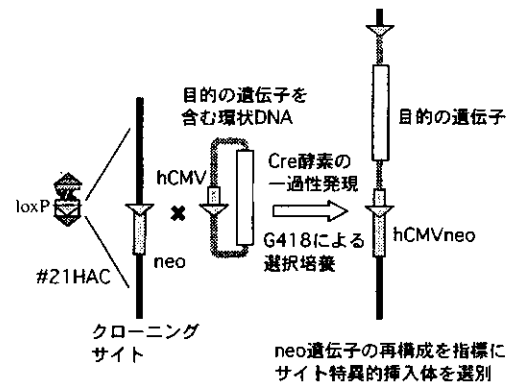 目的の遺伝子を
含む環状DNA
目的の遺伝子
hCMV
Cre酵素の
一過性発現
loxP
G418による
選択培養
hCMVneo
neo
#21HAC
クローニング
サイト
neo遺伝子の再構成を指標に
サイト特異的挿入体を選別